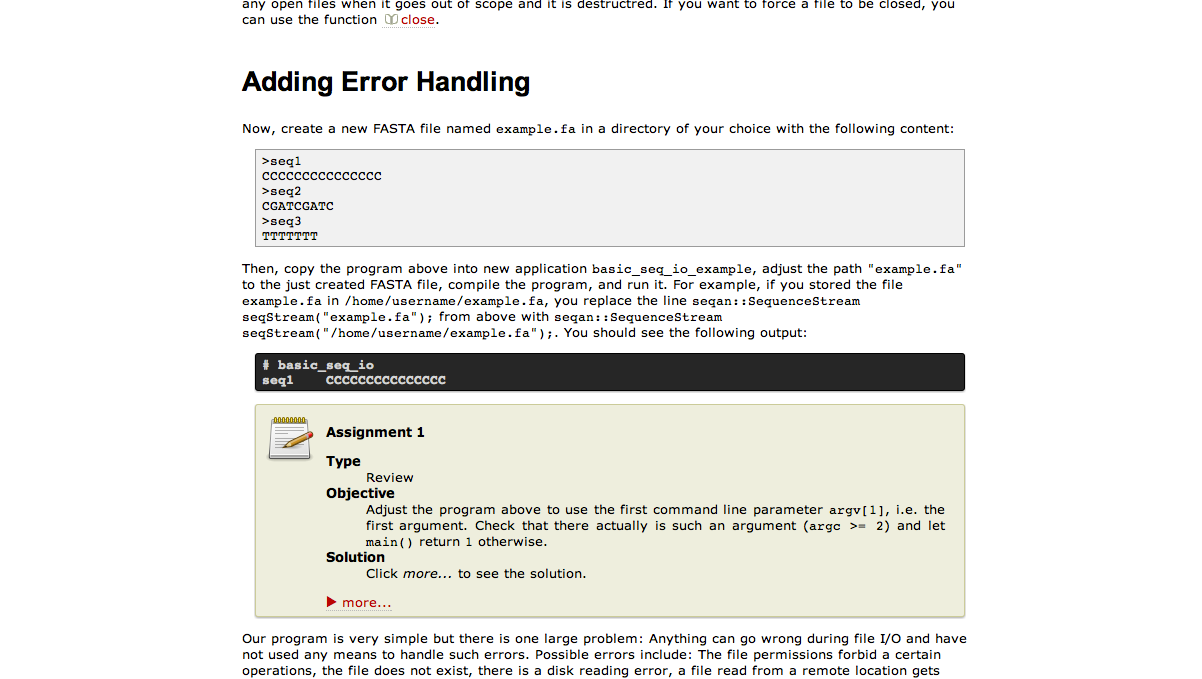 any open files when it goes out of scope and it is destructred. If you want to force a file to be closed, you
can use the function close.
Adding Error Handling
Now, create a new FASTA file named example.fa in a directory of your choice with the following content:
>seq1
CCCCCCCCCCCCCCC
>seq2
CGATCGATC
>seq3
TTTTTTT
Then, copy the program above into new application basic_seq_io_example, adjust the path "example.fa"
to the just created FASTA file, compile the program, and run it. For example, if you stored the file
example.fa in /home/username/example.fa, you replace the line seqan::SequenceStream
seqStream("example.fa"); from above with seqan::SequenceStream
seqStream("/home/username/example.fa");. You should see the following output:
# basic_seq_io
seq1    CCCCCCCCCCCCCCC
Assignment 1
Type
Review
Objective
Adjust the program above to use the first command line parameter argv[1], i.e. the
first argument. Check that there actually is such an argument (argc >= 2) and let
main() return 1 otherwise.
Solution
Click more... to see the solution.
more...
Our program is very simple but there is one large problem: Anything can go wrong during file I/O and have
not used any means to handle such errors. Possible errors include: The file permissions forbid a certain
operations, the file does not exist, there is a disk reading error, a file read from a remote location gets